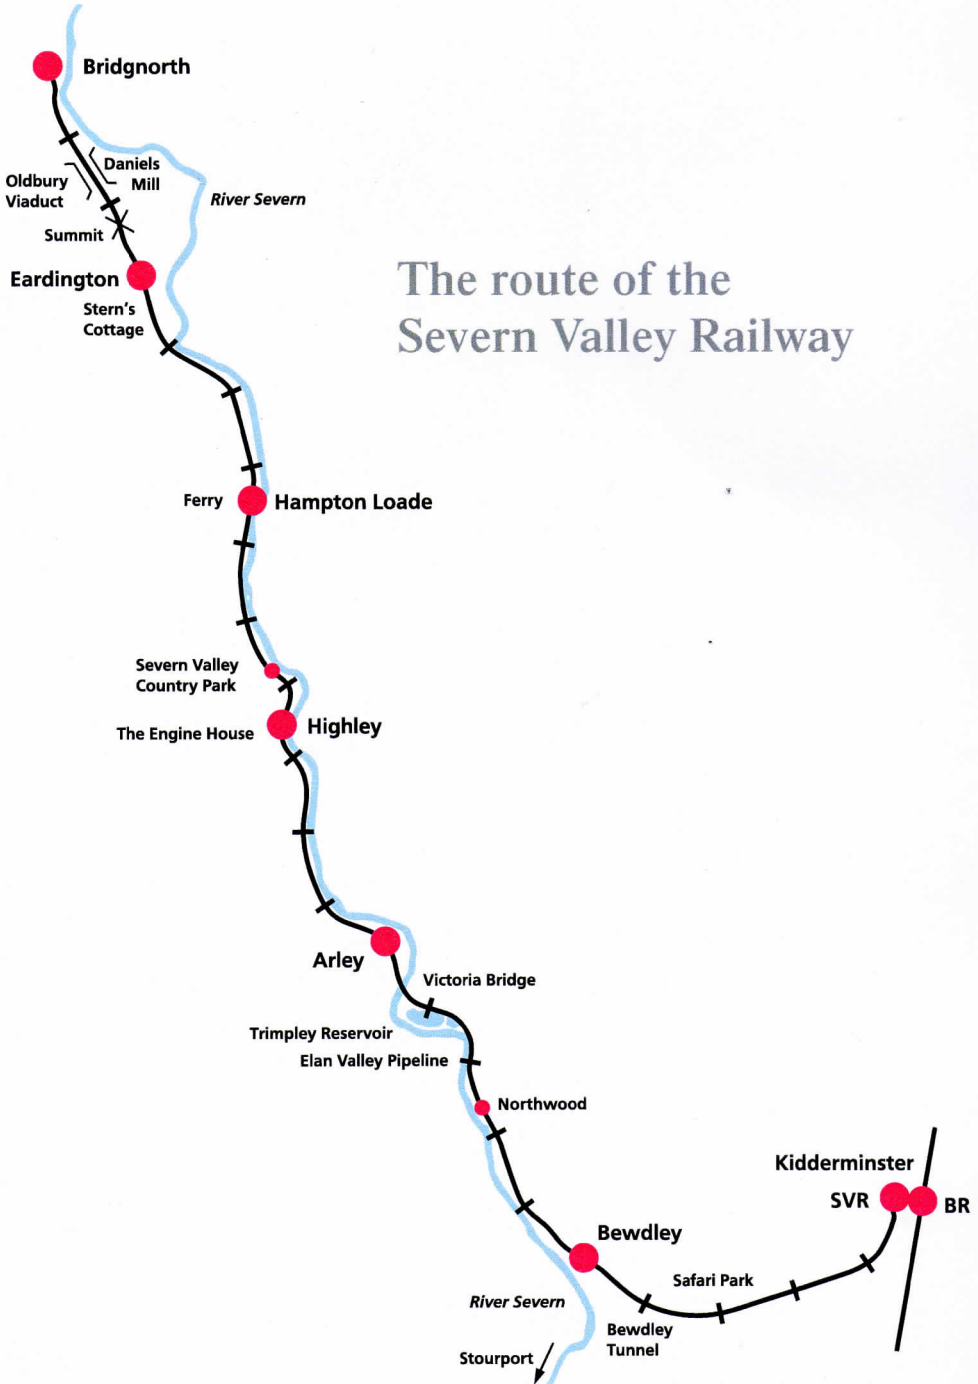 Bridgnorth
Daniels
Mill
Oldbury
Viaduct
River Severn
Summit
Eardington
The route of the
Severn Valley Railway
Stern's
Cottage
Ferry
Hampton Loade
Severn Valley
Country Park
Highley
The Engine House
Arley
Victoria Bridge
Trimpley Reservoir
Elan Valley Pipeline
Northwood
Kidderminster
SVR
BR
Bewdley
Safari Park
River Severn
Bewdley
Tunnel
Stourport